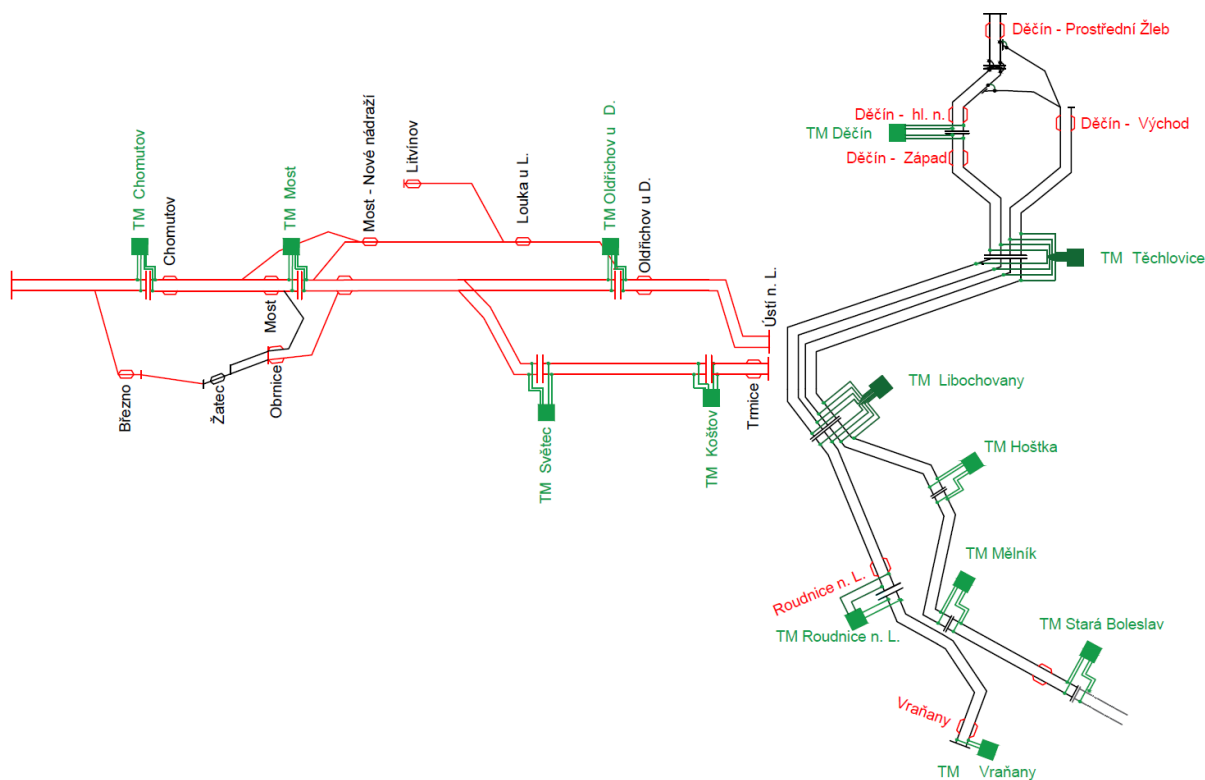 Děčín - Prostřední Žleb
Děčín - hl. n.
TM Děčín
Děčín - Východ
Děčín - Západ
TM Chomutov
Chomutov
TM Most
Most - Nové nádraží
Litvínov
Louka u L.
TM Oldřichov u D.
Oldřichov u D.
TM Těchlovice
Most
Ústí n. L.
Březno
Žatec
Obrnice
Trmice
TM Světec
TM Koštov
TM Libochovany
TM Hoštka
TM Mělník
Roudnice n. L.
TM Roudnice n. L.
TM Stará Boleslav
Vraňany
TM Vraňany